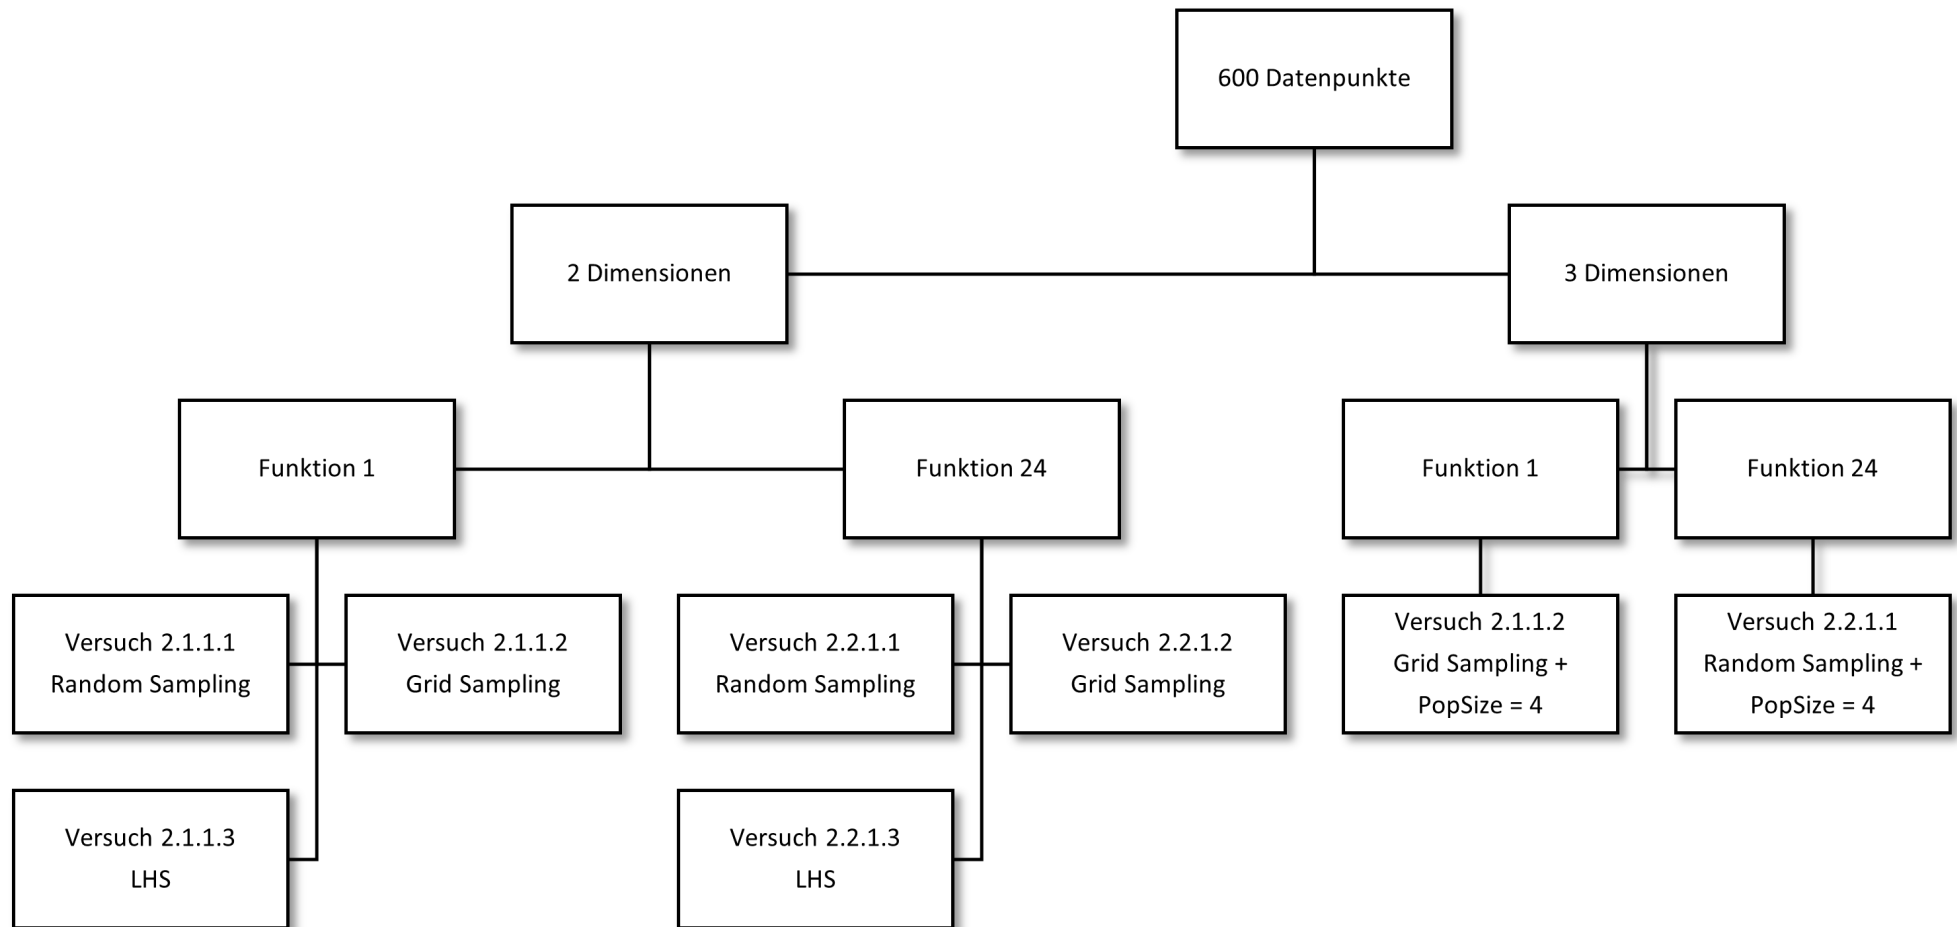 600 Datenpunkte
2 Dimensionen
3 Dimensionen
Funktion 1
Funktion 24
Funktion 1
Funktion 24
Versuch 2.1.1.1
Random Sampling
Versuch 2.1.1.2
Grid Sampling
Versuch 2.2.1.1
Random Sampling
Versuch 2.2.1.2
Grid Sampling
Versuch 2.1.1.2
Grid Sampling +
PopSize = 4
Versuch 2.2.1.1
Random Sampling +
PopSize = 4
Versuch 2.1.1.3
LHS
Versuch 2.2.1.3
LHS